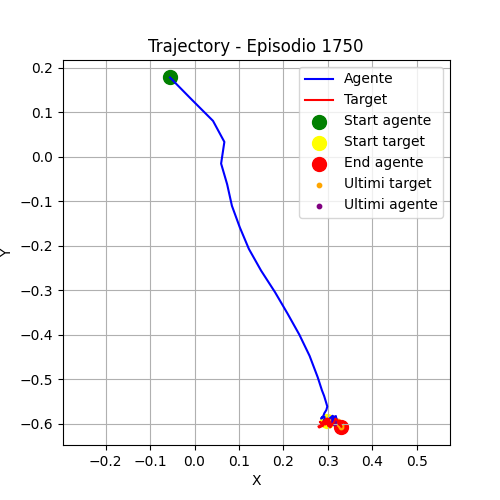 Trajectory - Episodio 1750
Agente
Target
Start agente
Start target
End agente
Ultimi target
Ultimi agente
0.2
0.1
0.0
−0.1
−0.2
−0.3
−0.4
−0.5
−0.6
Y
−0.2 −0.1 0.0 0.1 0.2 0.3 0.4 0.5
X